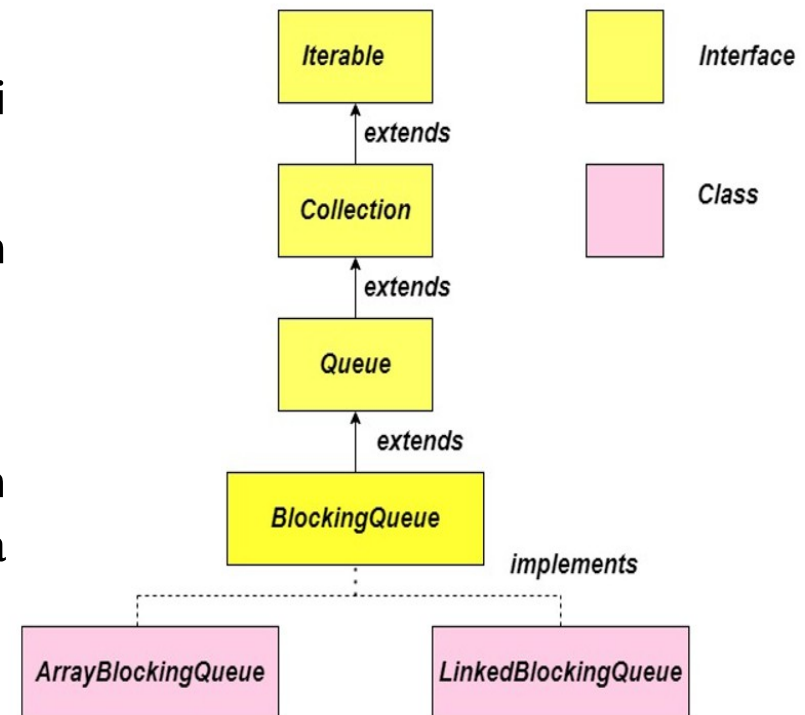 Iterable
Interface
i
extends
Class
Collection
n
extends
Queue
extends
n
BlockingQueue
a
implements
ArrayBlockingQueue
LinkedBlockingQueue